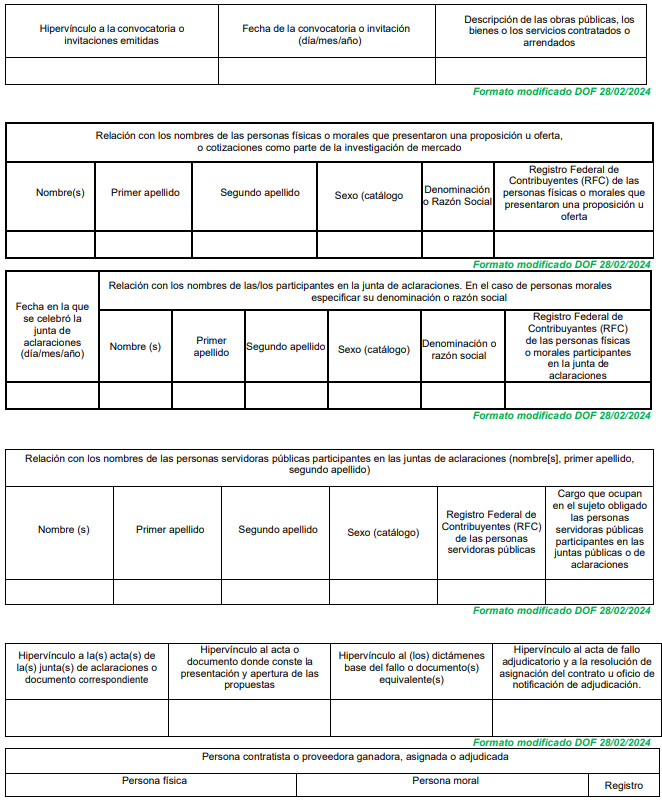 Hipervínculo a la convocatoria o
invitaciones emitidas
Fecha de la convocatoria o invitación
(día/mes/año)
Descripción de las obras públicas, los
bienes o los servicios contratados o
arrendados
Formato modificado DOF 28/02/2024
Relación con los nombres de las personas físicas o morales que presentaron una proposición u oferta,
o cotizaciones como parte de la investigación de mercado
Nombre(s)
Primer apellido
Segundo apellido
Sexo (catálogo
Denominación
o Razón Social
Registro Federal de
Contribuyentes (RFC) de las
personas físicas o morales que
presentaron una proposición u
oferta
Formato modificado DOF 28/02/2024
Fecha en la que
se celebró la
junta de
aclaraciones
(día/mes/año)
Relación con los nombres de las/los participantes en la junta de aclaraciones. En el caso de personas morales
especificar su denominación o razón social
Nombre (s)
Primer
apellido
Segundo apellido
Sexo (catálogo)
Denominación o
razón social
Registro Federal de
Contribuyantes (RFC)
de las personas físicas
o morales participantes
en la junta de
aclaraciones
Formato modificado DOF 28/02/2024
Relación con los nombres de las personas servidoras públicas participantes en las juntas de aclaraciones (nombre[s], primer apellido,
segundo apellido)
Nombre (s)
Primer apellido
Segundo apellido
Sexo (catálogo)
Registro Federal de
Contribuyentes (RFC)
de las personas
servidoras públicas
Cargo que ocupan
en el sujeto obligado
las personas
servidoras públicas
participantes en las
juntas públicas o de
aclaraciones
Formato modificado DOF 28/02/2024
Hipervínculo a la(s) acta(s) de
la(s) junta(s) de aclaraciones o
documento correspondiente
Hipervínculo al acta o
documento donde conste la
presentación y apertura de las
propuestas
Hipervínculo al (los) dictámenes
base del fallo o documento(s)
equivalente(s)
Hipervínculo al acta de fallo
adjudicatorio y a la resolución de
asignación del contrato u oficio de
notificación de adjudicación.
Formato modificado DOF 28/02/2024
Persona contratista o proveedora ganadora, asignada o adjudicada
Persona física
Persona moral
Registro